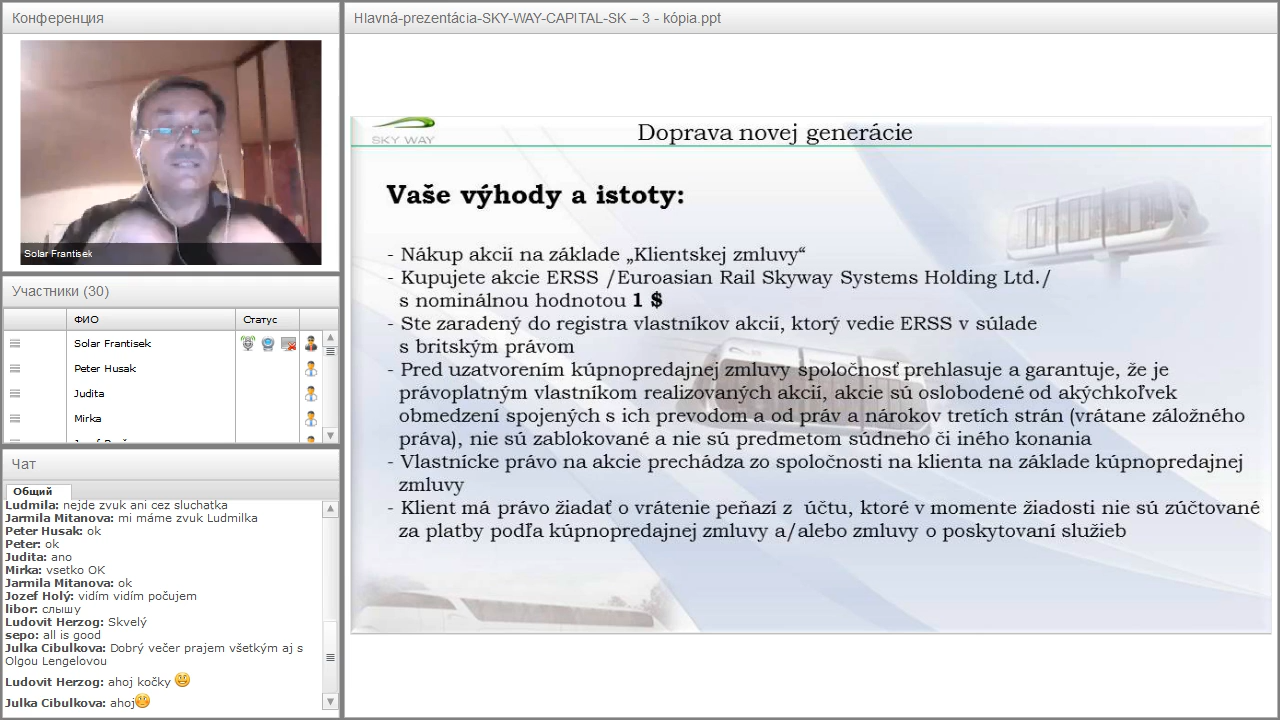 Конференция
Solar Frantisek
Участники (30)
ФИО
Статус
Solar Frantisek
Peter Husak
Judita
Mirka
Чат
Общий
Ludmila: nejde zvuk ani cez sluchatka
Jarmila Mitanova: mi máme zvuk Ludmilka
Peter Husak: ok
Peter: ok
Judita: ano
Mirka: vsetko OK
Jarmila Mitanova: ok
Jozef Holý: vidím vidím počujem
libor: слышу
Ludovit Herzog: Skvelý
sepo: all is good
Julka Cibulkova: Dobrý večer prajem všetkým aj s
Olgou Lengelovou
Ludovit Herzog: ahoj kočky
Julka Cibulkova: ahoj
Hlavná-prezentácia-SKY-WAY-CAPITAL-SK – 3 - kópia.ppt
SKY WAY
Doprava novej generácie
Vaše výhody a istoty:
- Nákup akcií na základe „Klientskej zmluvy“
- Kupujete akcie ERSS /Euroasian Rail Skyway Systems Holding Ltd./
s nominálnou hodnotou 1 $
- Ste zaradený do registra vlastníkov akcií, ktorý vedie ERSS v súlade
s britským právom
- Pred uzatvorením kúpnopredajnej zmluvy spoločnosť prehlasuje a garantuje, že je
právoplatným vlastníkom realizovaných akcií, akcie sú oslobodené od akýchkoľvek
obmedzení spojených s ich prevodom a od práv a nárokov tretích strán (vrátane záložného
práva), nie sú zablokované a nie sú predmetom súdneho či iného konania
- Vlastnícke právo na akcie prechádza zo spoločnosti na klienta na základe kúpnopredajnej
zmluvy
- Klient má právo žiadať o vrátenie peňazí z účtu, ktoré v momente žiadosti nie sú zúčtované
za platby podľa kúpnopredajnej zmluvy a/alebo zmluvy o poskytovaní služieb